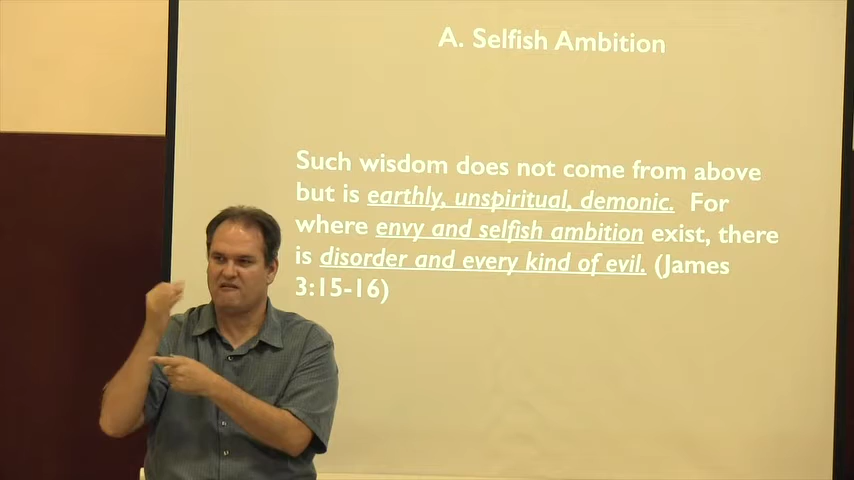 A. Selfish Ambition
Such wisdom does not come from above
but is earthly, unspiritual, demonic. For
where envy and selfish ambition exist, there
is disorder and every kind of evil. (James
3:15-16)